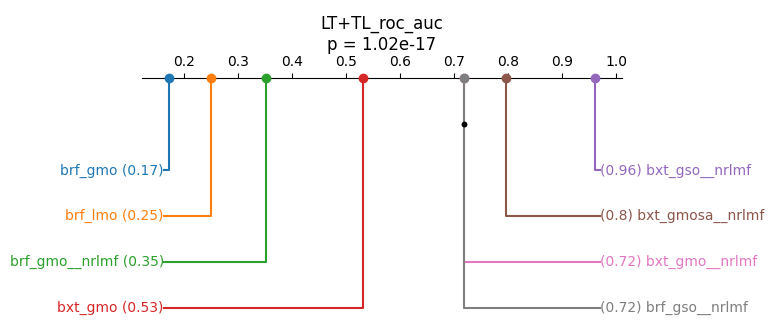 LT+TL_roc_auc
p = 1.02e-17
0.2 0.3 0.4 0.5 0.6 0.7 0.8 0.9 1.0
brf_gmo (0.17)
(0.96) bxt_gso__nrlmf
brf_lmo (0.25)
(0.8) bxt_gmosa__nrlmf
brf_gmo__nrlmf (0.35)
(0.72) bxt_gmo__nrlmf
bxt_gmo (0.53)
(0.72) brf_gso__nrlmf